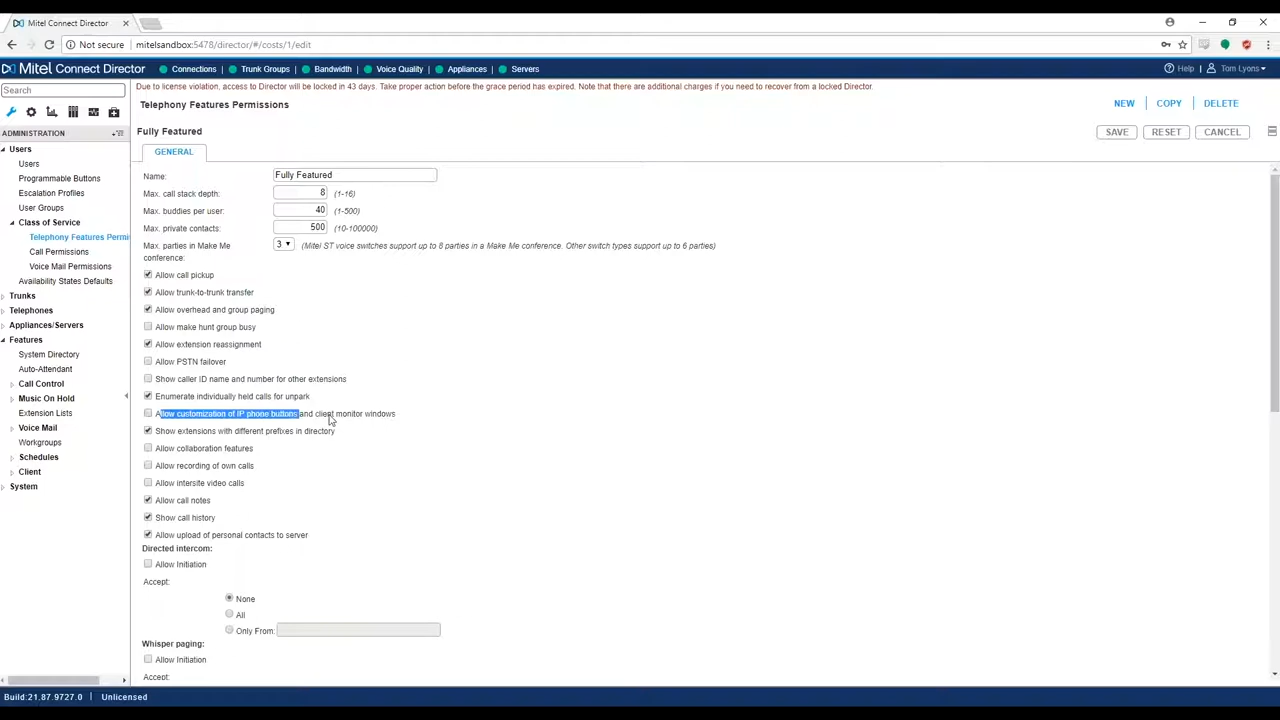 Mitel Connect Director
Not secure | mitelsandbox:5478/director/#/costs/1/edit
Mitel Connect Director Connections Trunk Groups Bandwidth Voice Quality Appliances Servers Help Tom Lyons
Search
Due to license violation, access to Director will be locked in 43 days. Take proper action before the grace period has expired. Note that there are additional charges if you need to recover from a locked Director.
Telephony Features Permissions
NEW COPY DELETE
Fully Featured
SAVE RESET CANCEL
GENERAL
ADMINISTRATION
Users
Users
Programmable Buttons
Escalation Profiles
User Groups
Class of Service
Telephony Features Permi
Call Permissions
Voice Mail Permissions
Availability States Defaults
Trunks
Telephones
Appliances/Servers
Features
System Directory
Auto-Attendant
Call Control
Music On Hold
Extension Lists
Voice Mail
Workgroups
Schedules
Client
System
Name: Fully Featured
Max. call stack depth: 8 (1-16)
Max. buddies per user: 40 (1-500)
Max. private contacts: 500 (10-100000)
Max. parties in Make Me 3 (Mitel ST voice switches support up to 8 parties in a Make Me conference. Other switch types support up to 6 parties)
conference:
Allow call pickup
Allow trunk-to-trunk transfer
Allow overhead and group paging
Allow make hunt group busy
Allow extension reassignment
Allow PSTN failover
Show caller ID name and number for other extensions
Enumerate individually held calls for unpark
Allow customization of IP phone buttons and client monitor windows
Show extensions with different prefixes in directory
Allow collaboration features
Allow recording of own calls
Allow intersite video calls
Allow call notes
Show call history
Allow upload of personal contacts to server
Directed intercom:
Allow Initiation
Accept:
None
All
Only From:
Whisper paging:
Allow Initiation
Accept:
Build:21.87.9727.0 | Unlicensed